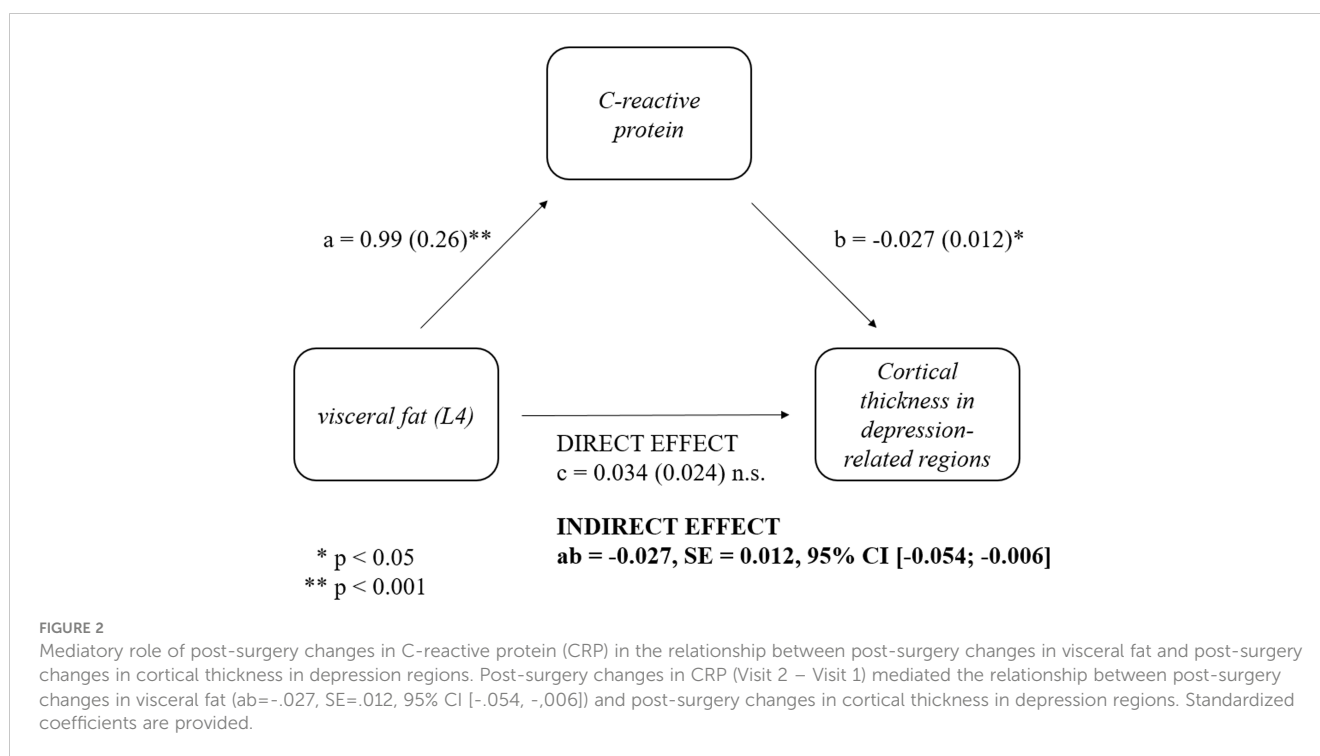 C-reactive
protein
a = 0.99 (0.26)**
b = -0.027 (0.012)*
visceral fat (L4)
Cortical
thickness in
depression-
related regions
DIRECT EFFECT
c = 0.034 (0.024) n.s.
INDIRECT EFFECT
ab = -0.027, SE = 0.012, 95% CI [-0.054; -0.006]
* p < 0.05
** p < 0.001
FIGURE 2
Mediatory role of post-surgery changes in C-reactive protein (CRP) in the relationship between post-surgery changes in visceral fat and post-surgery
changes in cortical thickness in depression regions. Post-surgery changes in CRP (Visit 2 – Visit 1) mediated the relationship between post-surgery
changes in visceral fat (ab=-.027, SE=.012, 95% CI [-.054, -,006]) and post-surgery changes in cortical thickness in depression regions. Standardized
coefficients are provided.